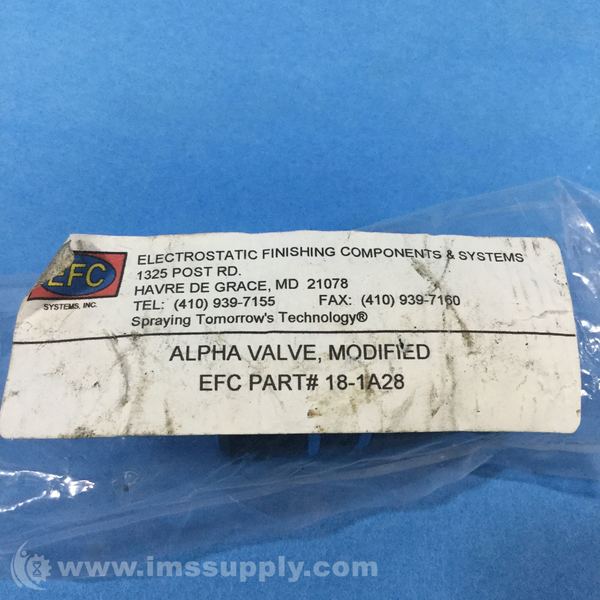 EFC
SYSTEMS, INC.
ELECTROSTATIC FINISHING COMPONENTS & SYSTEMS
1325 POST RD.
HAVRE DE GRACE, MD 21078
TEL: (410) 939-7155 FAX: (410) 939-7160
Spraying Tomorrow's Technology®
ALPHA VALVE, MODIFIED
EFC PART# 18-1A28
© www.imssupply.com
IMS